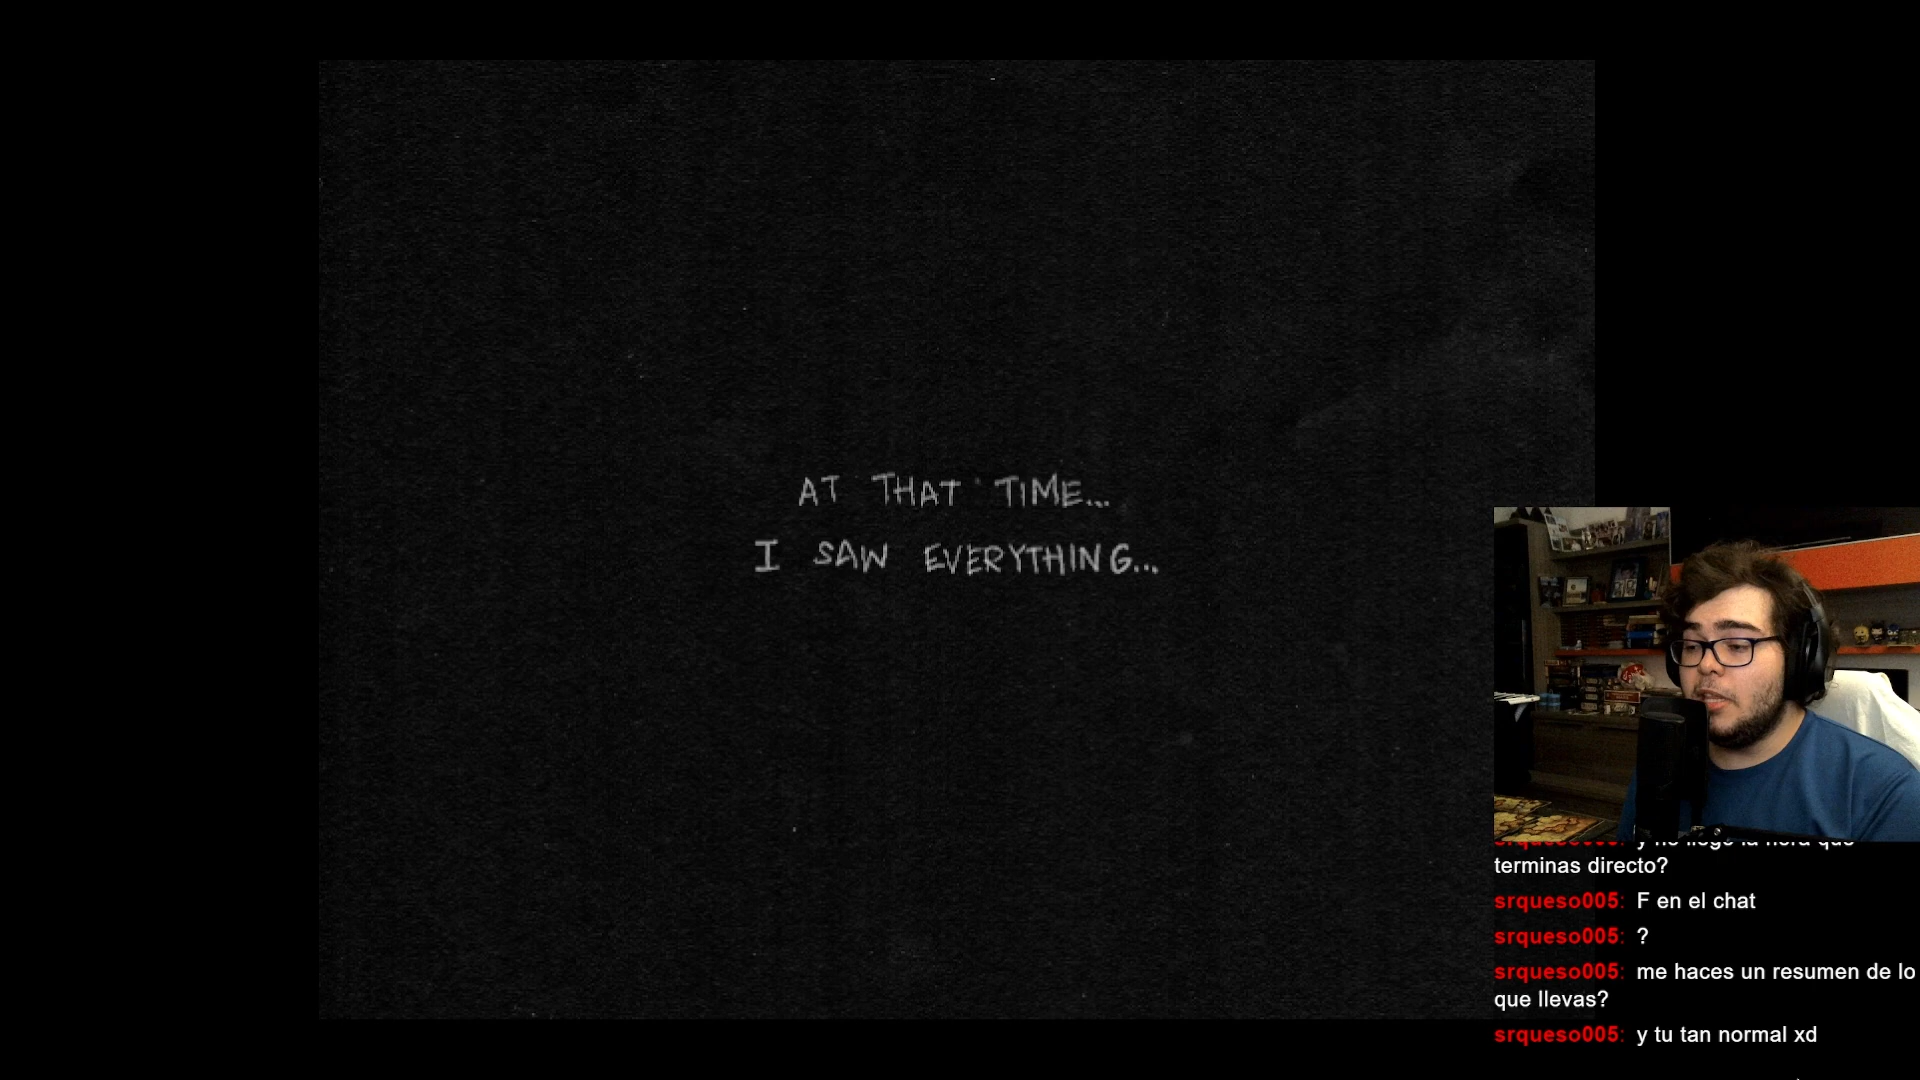 AT THAT TIME...
I SAW EVERYTHING...
terminas directo?
srqueso005: F en el chat
srqueso005: ?
srqueso005: me haces un resumen de lo
que llevas?
srqueso005: y tu tan normal xd